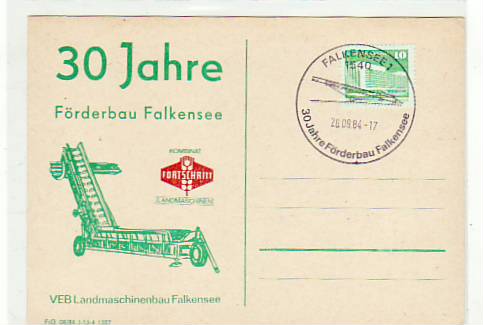 30 Jahre
Förderbau Falkensee
KOMBINAT
FORTSCHRITT
LANDMASCHINEN
VEB Landmaschinenbau Falkensee
FALKENSEE 1
1540
10
26.09.84-17
30 Jahre Förderbau Falkensee